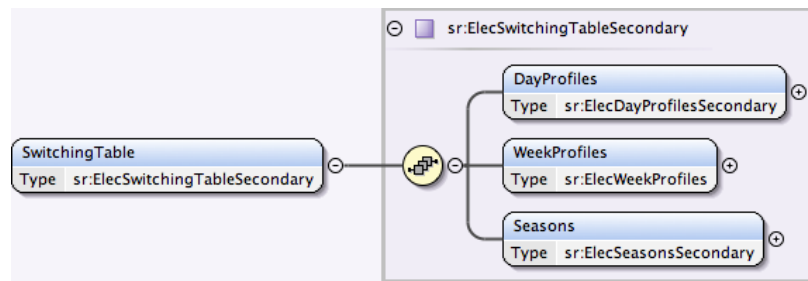 sr:ElecSwitchingTableSecondary
DayProfiles
Type sr:ElecDayProfilesSecondary
SwitchingTable
Type sr:ElecSwitchingTableSecondary
WeekProfiles
Type sr:ElecWeekProfiles
Seasons
Type sr:ElecSeasonsSecondary